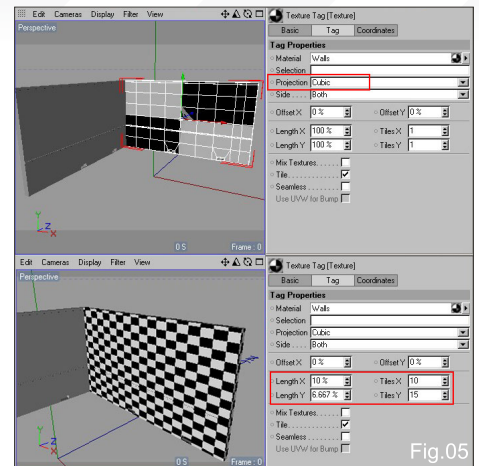 Edit Cameras Display Filter View
Perspective
Y
Z
X
0 S Frame : 0
Texture Tag [Texture]
Basic Tag Coordinates
Tag Properties
Material Walls
Selection
Projection Cubic
Side . . . . Both
Offset X 0 % Offset Y 0 %
Length X 100 % Tiles X 1
Length Y 100 % Tiles Y 1
Mix Textures. . . . .
Tile. . . . . . . . . . . .
Seamless . . . . . . . .
Use UVW for Bump
Edit Cameras Display Filter View
Perspective
Y
Z
X
0 S Frame : 0
Texture Tag [Texture]
Basic Tag Coordinates
Tag Properties
Material Walls
Selection
Projection Cubic
Side . . . . Both
Offset X 0 % Offset Y 0 %
Length X 10 % Tiles X 10
Length Y 6.667 % Tiles Y 15
Mix Textures. . . . .
Tile. . . . . . . . . . . .
Seamless . . . . . . . .
Use UVW for Bump
Fig.05